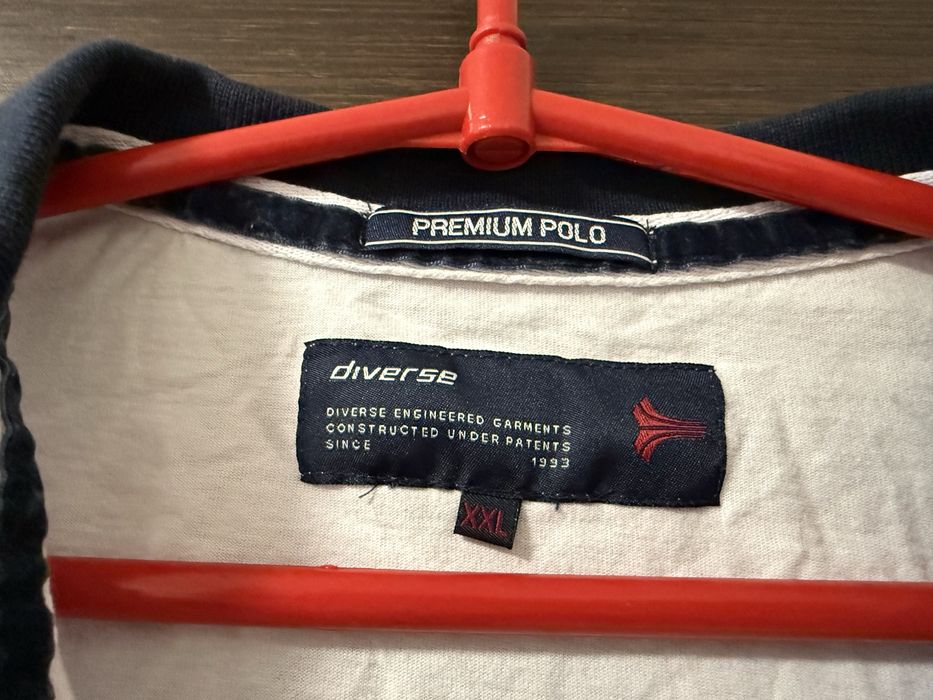 PREMIUM POLO
diverse
DIVERSE ENGINEERED GARMENTS
CONSTRUCTED UNDER PATENTS
SINCE 1993
XXL